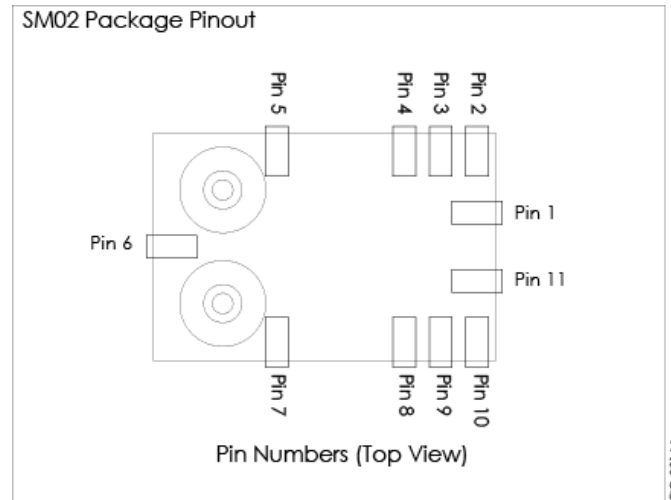 SM02 Package Pinout
Pin 5
Pin 4
Pin 3
Pin 2
Pin 1
Pin 6
Pin 11
Pin 7
Pin 8
Pin 9
Pin 10
Pin Numbers (Top View)